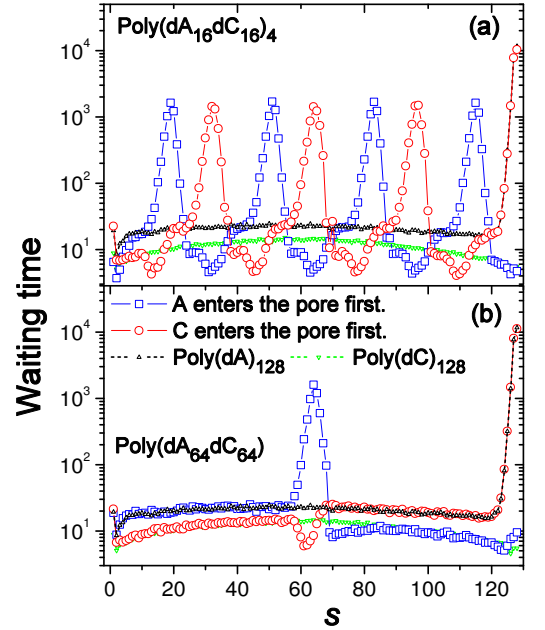 Poly(dA16dC16)4 (a)
10^4
10^3
10^2
10^1
Waiting time
A enters the pore first. (b)
C enters the pore first.
Poly(dA)128 Poly(dC)128
10^4
10^3
Poly(dA64dC64)
10^2
10^1
0 20 40 60 80 100 120
s